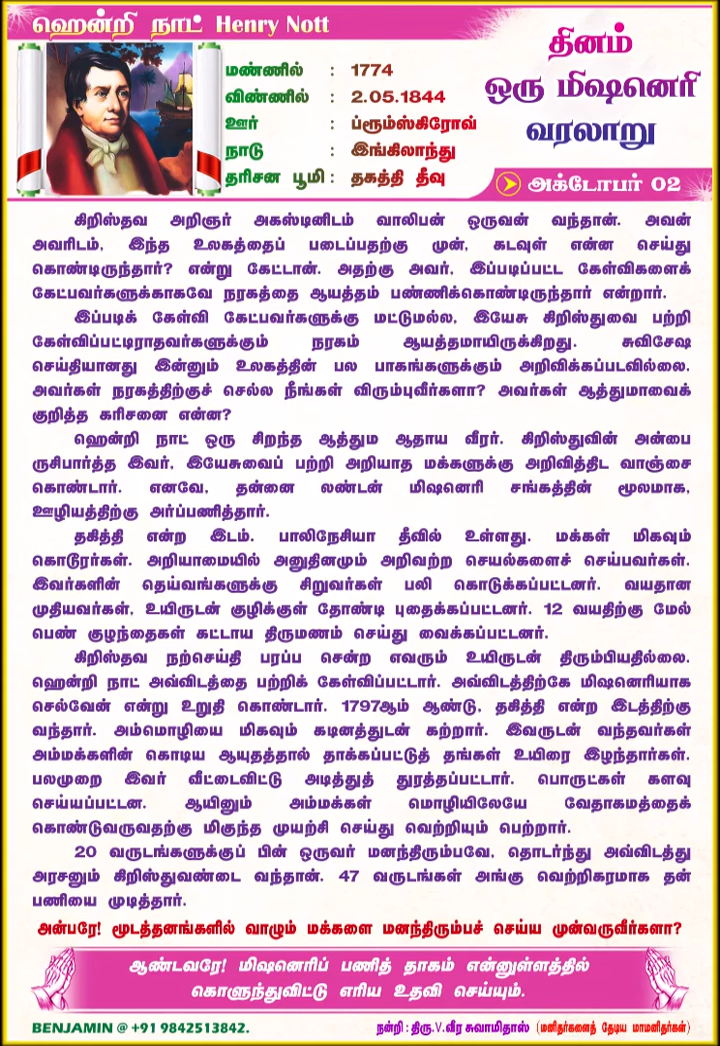 ஹென்றி நாட் Henry Nott
தினம்
ஒரு மிஷனெரி
வரலாறு
மண்ணில் : 1774
விண்ணில் : 2.05.1844
ஊர் : ப்ரூம்ஸ்கிரோவ்
நாடு : இங்கிலாந்து
தரிசன பூமி : தகத்தி தீவு
அக்டோபர் 02
கிறிஸ்தவ அறிஞர் அகஸ்டினிடம் வாலிபன் ஒருவன் வந்தான். அவன்
அவரிடம், இந்த உலகத்தைப் படைப்பதற்கு முன், கடவுள் என்ன செய்து
கொண்டிருந்தார்? என்று கேட்டான். அதற்கு அவர், இப்படிப்பட்ட கேள்விகளைக்
கேட்பவர்களுக்காகவே நரகத்தை ஆயத்தம் பண்ணிக்கொண்டிருந்தார் என்றார்.
இப்படிக் கேள்வி கேட்பவர்களுக்கு மட்டுமல்ல, இயேசு கிறிஸ்துவை பற்றி
கேள்விப்பட்டிராதவர்களுக்கும் நரகம் ஆயத்தமாயிருக்கிறது. சுவிசேஷ
செய்தியானது இன்னும் உலகத்தின் பல பாகங்களுக்கும் அறிவிக்கப்படவில்லை.
அவர்கள் நரகத்திற்குச் செல்ல நீங்கள் விரும்புவீர்களா? அவர்கள் ஆத்துமாவைக்
குறித்த கரிசனை என்ன?
ஹென்றி நாட் ஒரு சிறந்த ஆத்தும ஆதாய வீரர். கிறிஸ்துவின் அன்பை
ருசிபார்த்த இவர், இயேசுவைப் பற்றி அறியாத மக்களுக்கு அறிவித்திட வாஞ்சை
கொண்டார். எனவே, தன்னை லண்டன் மிஷனெரி சங்கத்தின் மூலமாக,
ஊழியத்திற்கு அர்ப்பணித்தார்.
தகித்தி என்ற இடம். பாலிநேசியா தீவில் உள்ளது. மக்கள் மிகவும்
கொடூரர்கள். அறியாமையில் அனுதினமும் அறிவற்ற செயல்களைச் செய்பவர்கள்.
இவர்களின் தெய்வங்களுக்கு சிறுவர்கள் பலி கொடுக்கப்பட்டனர். வயதான
முதியவர்கள், உயிருடன் குழிக்குள் தோண்டி புதைக்கப்பட்டனர். 12 வயதிற்கு மேல்
பெண் குழந்தைகள் கட்டாய திருமணம் செய்து வைக்கப்பட்டனர்.
கிறிஸ்தவ நற்செய்தீ பரப்ப சென்ற எவரும் உயிருடன் திரும்பியதில்லை.
ஹென்றி நாட் அவ்விடத்தை பற்றிக் கேள்விப்பட்டார். அவ்விடத்திற்கே மிஷனெரியாக
செல்வேன் என்று உறுதி கொண்டார். 1797ஆம் ஆண்டு, தகித்தி என்ற இடத்திற்கு
வந்தார். அம்மொழியை மிகவும் கடினத்துடன் கற்றார். இவருடன் வந்தவர்கள்
அம்மக்களின் கொடிய ஆயுதத்தால் தாக்கப்பட்டுத் தங்கள் உயிரை இழந்தார்கள்.
பலமுறை இவர் வீட்டைவிட்டு அடித்துத் துரத்தப்பட்டார். பொருட்கள் களவு
செய்யப்பட்டன. ஆயினும் அம்மக்கள் மொழியிலேயே வேதாகமத்தைக்
கொண்டுவருவதற்கு மிகுந்த முயற்சி செய்து வெற்றியும் பெற்றார்.
20 வருடங்களுக்குப் பின் ஒருவர் மனந்திரும்பவே, தொடர்ந்து அவ்விடத்து
அரசனும் கிறிஸ்துவண்டை வந்தான். 47 வருடங்கள் அங்கு வெற்றிகரமாக தன்
பணியை முடித்தார்.
அன்பரே! மூடத்தனங்களில் வாழும் மக்களை மனந்திரும்பச் செய்ய முன்வருவீர்களா?
ஆண்டவரே! மிஷனெரிப் பணித் தாகம் என்னுள்ளத்தில்
கொளுந்துவிட்டு எரிய உதவி செய்யும்.
BENJAMIN @ +91 9842513842.
நன்றி : திரு.V.வீர சுவாமிதாஸ் (மனிதர்களைத் தேடிய மாமனிதர்கள்)